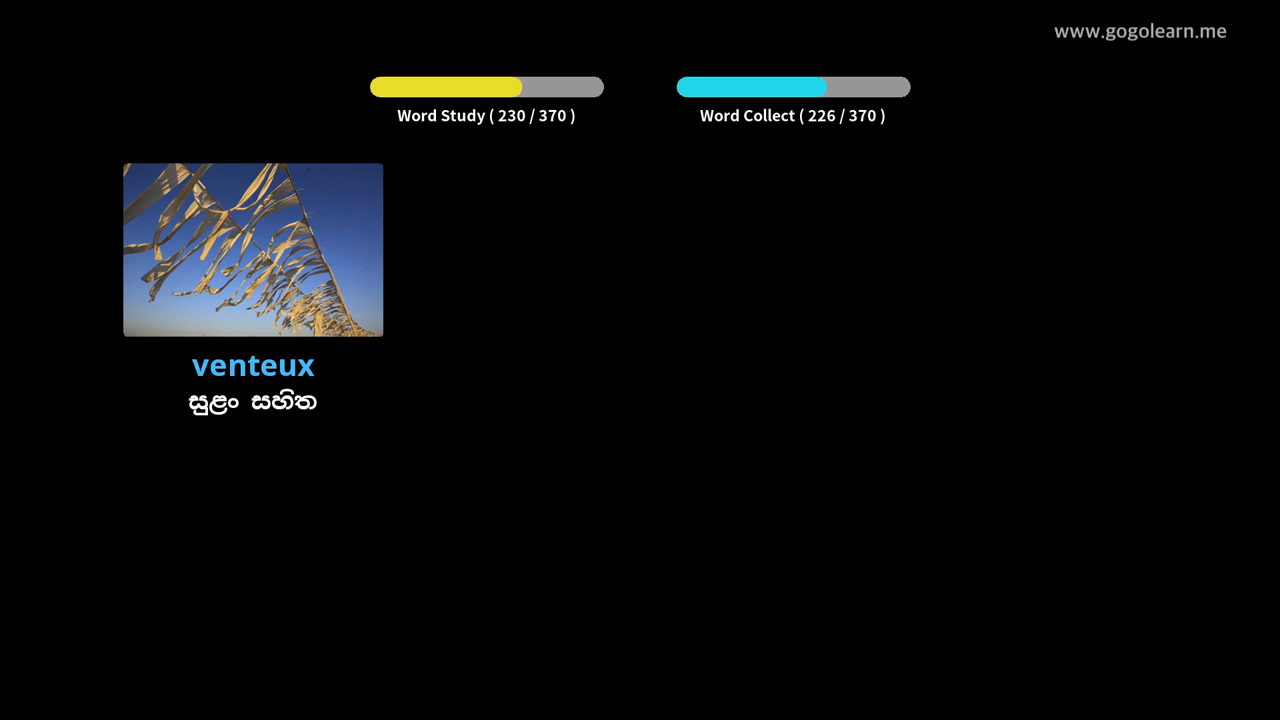 www.gogolearn.me
Word Study ( 230 / 370 )
Word Collect ( 226 / 370 )
venteux
සුළං සහිත